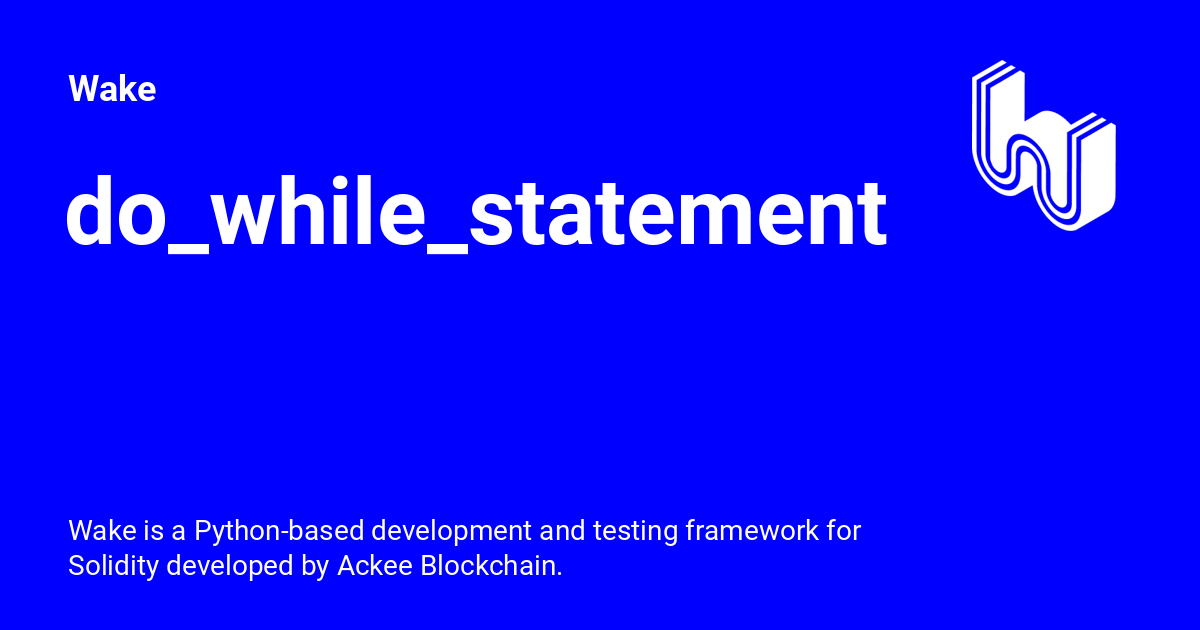 Wake
do_while_statement
Wake is a Python-based development and testing framework for
Solidity developed by Ackee Blockchain.